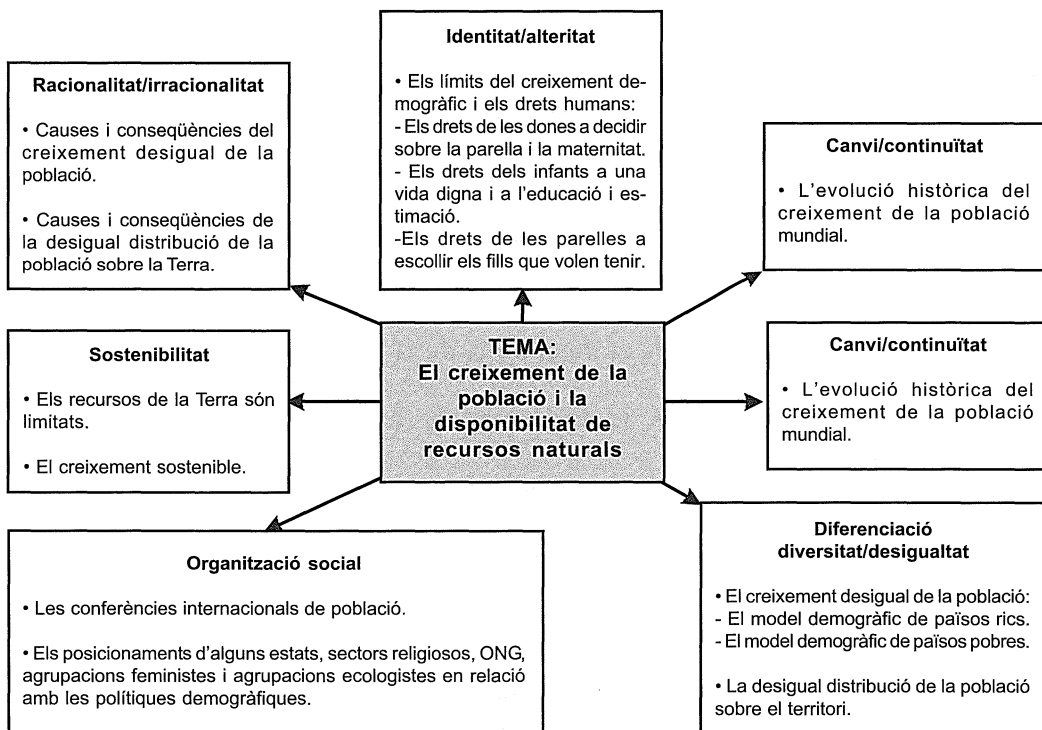 Identitat/alteritat
• Els límits del creixement de-
mogràfic i els drets humans:
- Els drets de les dones a decidir
sobre la parella i la maternitat.
- Els drets dels infants a una
vida digna i a l'educació i es-
timació.
-Els drets de les parelles a
escollir els fills que volen tenir.
Racionalitat/irracionalitat
• Causes i conseqüències del
creixement desigual de la
població.
• Causes i conseqüències de
la desigual distribució de la
població sobre la Terra.
Canvi/continuïtat
• L'evolució històrica del
creixement de la població
mundial.
TEMA:
El creixement de la
població i la
disponibilitat de
recursos naturals
Sostenibilitat
• Els recursos de la Terra són
limitats.
• El creixement sostenible.
Canvi/continuïtat
• L'evolució històrica del
creixement de la població
mundial.
Organització social
• Les conferències internacionals de població.
• Els posicionaments d'alguns estats, sectors religiosos, ONG,
agrupacions feministes i agrupacions ecologistes en relació
amb les polítiques demogràfiques.
Diferenciació
diversitat/desigualtat
• El creixement desigual de la població:
- El model demogràfic de països rics.
- El model demogràfic de països pobres.
• La desigual distribució de la població
sobre el territori.